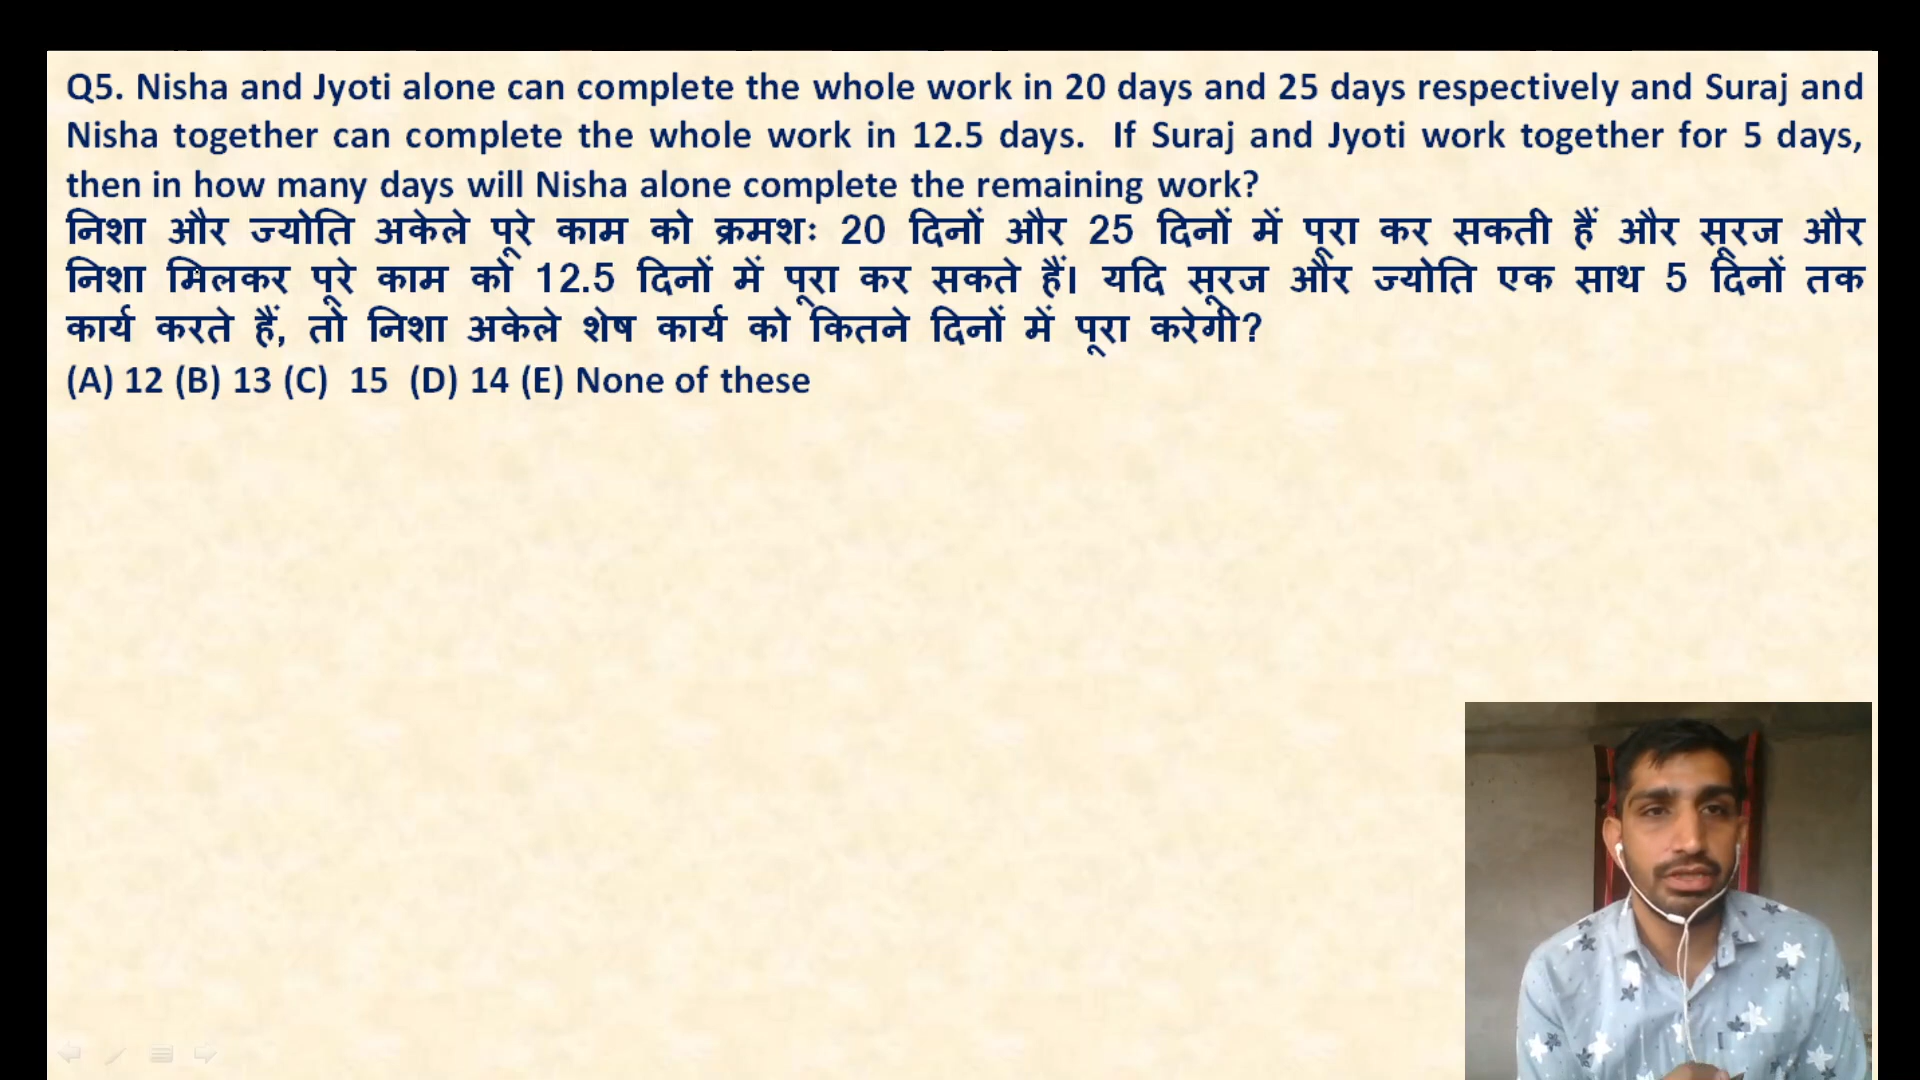 Q5. Nisha and Jyoti alone can complete the whole work in 20 days and 25 days respectively and Suraj and
Nisha together can complete the whole work in 12.5 days. If Suraj and Jyoti work together for 5 days,
then in how many days will Nisha alone complete the remaining work?
निशा और ज्योति अकेले पूरे काम को क्रमशः 20 दिनों और 25 दिनों में पूरा कर सकती हैं और सूरज और
निशा मिलकर पूरे काम को 12.5 दिनों में पूरा कर सकते हैं। यदि सूरज और ज्योति एक साथ 5 दिनों तक
कार्य करते हैं, तो निशा अकेले शेष कार्य को कितने दिनों में पूरा करेगी?
(A) 12 (B) 13 (C) 15 (D) 14 (E) None of these